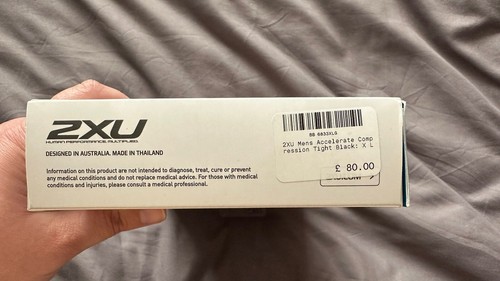 2XU
HUMAN PERFORMANCE MULTIPLIED
DESIGNED IN AUSTRALIA. MADE IN THAILAND
Information on this product are not intended to diagnose, treat, cure or prevent
any medical conditions and do not replace medical advice. For those with medical
conditions and injuries, please consult a medical professional.
2XU Mens Accelerate Comp
ression Tight Black: X L
£ 80.00